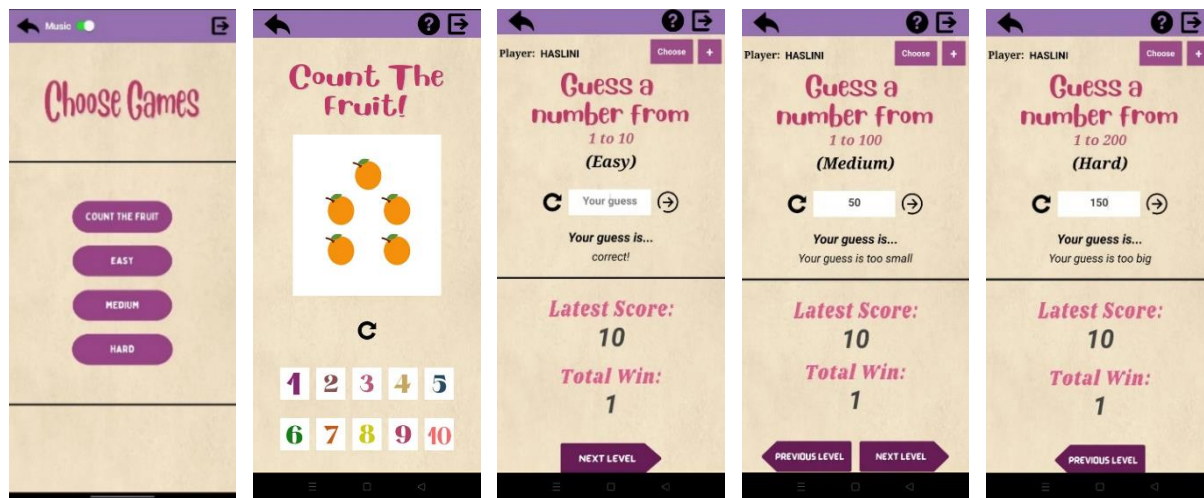 Music
Choose Games
COUNT THE FRUIT
EASY
MEDIUM
HARD
?
Count The
Fruit!
1 2 3 4 5
6 7 8 9 10
?
Player: HASLINI
Choose +
Guess a
number from
1 to 10
(Easy)
Your guess
Your guess is...
correct!
Latest Score:
10
Total Win:
1
NEXT LEVEL
?
Player: HASLINI
Choose +
Guess a
number from
1 to 100
(Medium)
50
Your guess is...
Your guess is too small
Latest Score:
10
Total Win:
1
PREVIOUS LEVEL NEXT LEVEL
?
Player: HASLINI
Choose +
Guess a
number from
1 to 200
(Hard)
150
Your guess is...
Your guess is too big
Latest Score:
10
Total Win:
1
PREVIOUS LEVEL